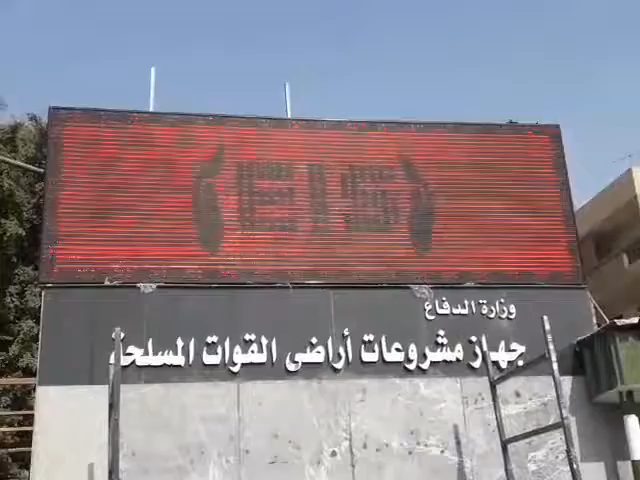 وزارة الدفاع
جهاز مشروعات أراضى القوات المسلحة